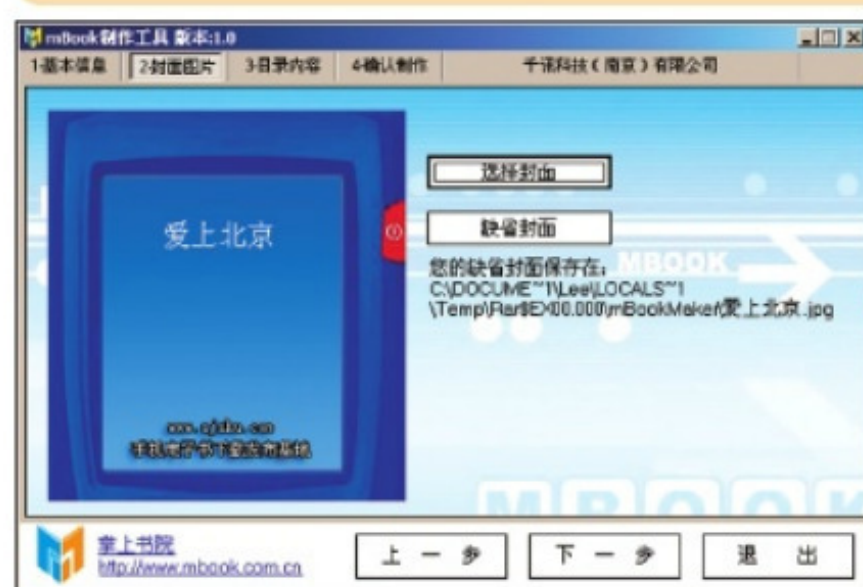 mBook制作工具 版本:1.0
1-基本信息 2-封面图片 3-目录内容 4-确认制作 千诺科技(南京)有限公司
爱上北京
选择封面
缺省封面
您的缺省封面保存在:
C:\DOCUME~1\Lee\LOCALS~1
\Temp\Rar$EX00.000\mBookMaker\爱上北京.jpg
MBOOK
MBOOK
掌上书院
http://www.mbook.com.cn
上一步 下一步 退出